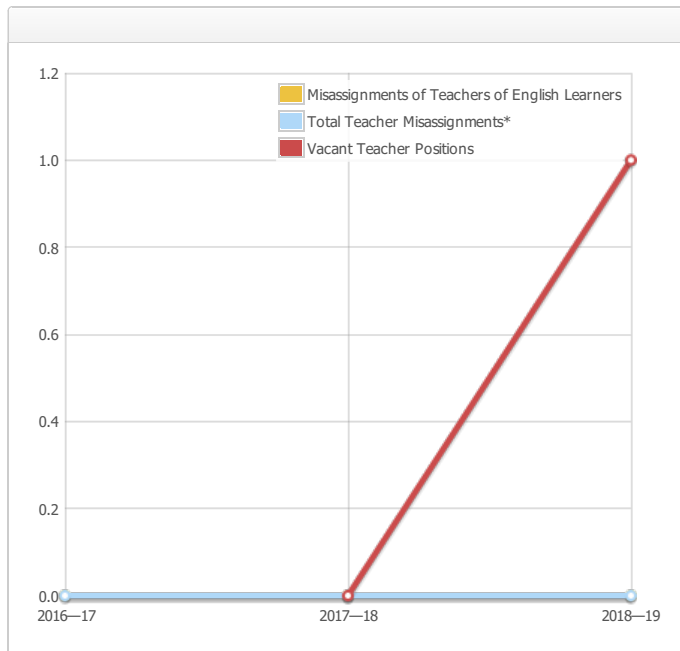 1.2
Misassignments of Teachers of English Learners
Total Teacher Misassignments*
Vacant Teacher Positions
1.0
0.8
0.6
0.4
0.2
0.0
2016—17 2017—18 2018—19